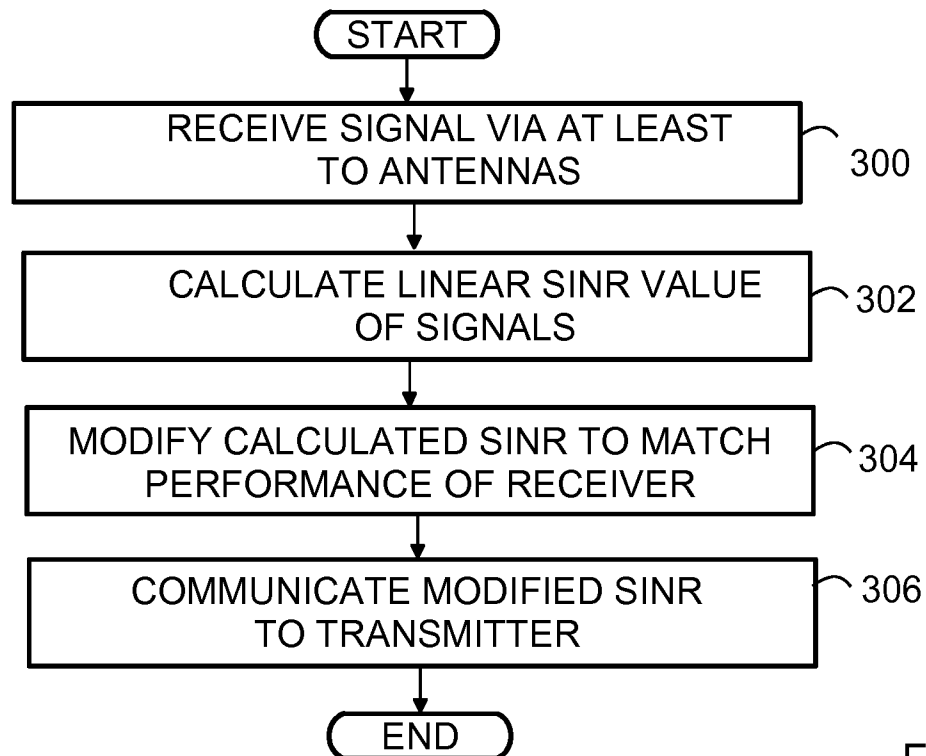 START
RECEIVE SIGNAL VIA AT LEAST
TO ANTENNAS
300
CALCULATE LINEAR SINR VALUE
OF SIGNALS
302
MODIFY CALCULATED SINR TO MATCH
PERFORMANCE OF RECEIVER
304
COMMUNICATE MODIFIED SINR
TO TRANSMITTER
306
END